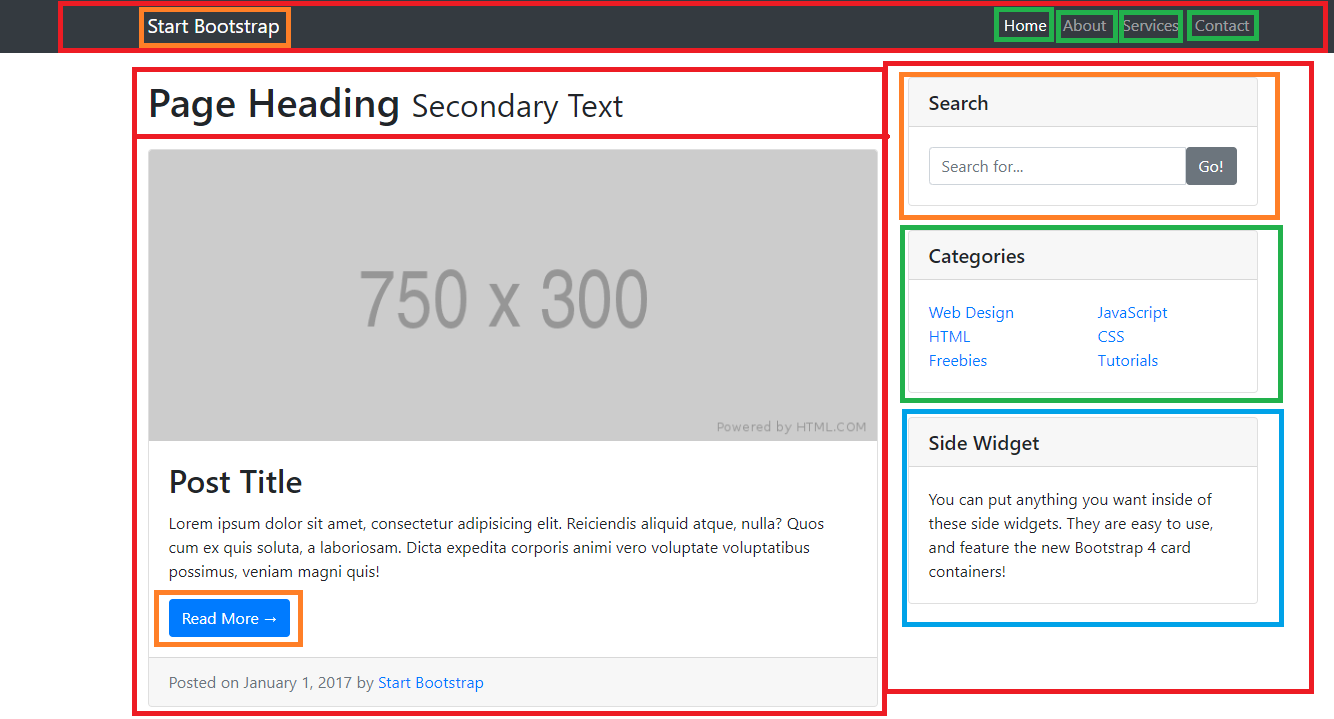 Start Bootstrap
Home About Services Contact
Page Heading Secondary Text
750 x 300
Powered by HTML.COM
Post Title
Lorem ipsum dolor sit amet, consectetur adipisicing elit. Reiciendis aliquid atque, nulla? Quos
cum ex quis soluta, a laboriosam. Dicta expedita corporis animi vero voluptate voluptatibus
possimus, veniam magni quis!
Read More →
Posted on January 1, 2017 by Start Bootstrap
Search
Search for...
Go!
Categories
Web Design JavaScript
HTML CSS
Freebies Tutorials
Side Widget
You can put anything you want inside of
these side widgets. They are easy to use,
and feature the new Bootstrap 4 card
containers!